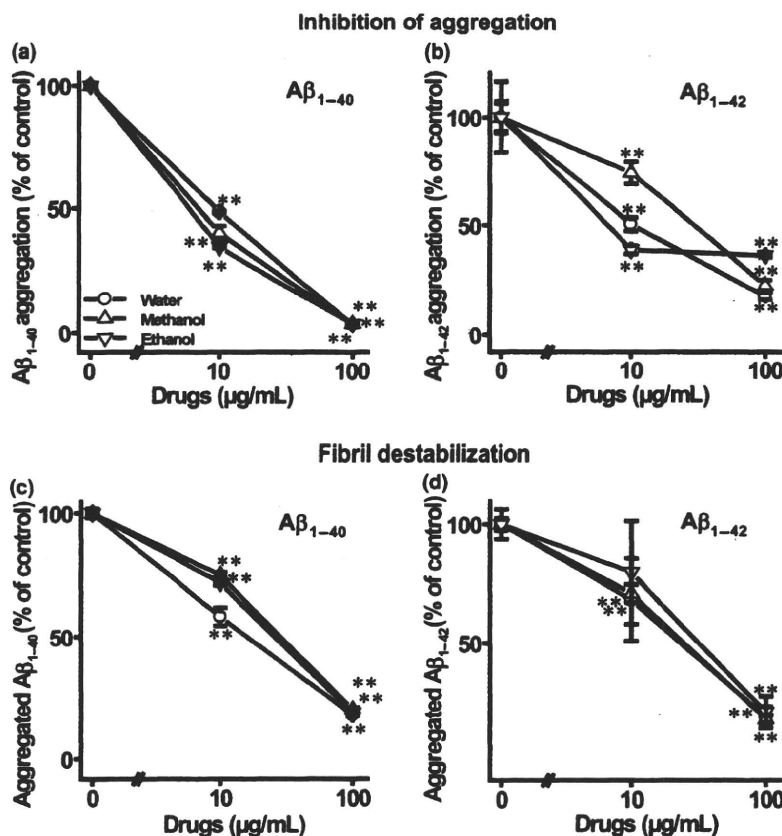 Inhibition of aggregation
(a)
Aβ1–40
Aβ1–40 aggregation (% of control)
100
50
0
Water
Methanol
Ethanol
**
**
**
**
**
**
0
10
100
Drugs (µg/mL)
(b)
Aβ1–42
Aβ1–42 aggregation (% of control)
100
50
0
**
**
**
**
**
**
0
10
100
Drugs (µg/mL)
Fibril destabilization
(c)
Aβ1–40
Aggregated Aβ1–40 (% of control)
100
50
0
**
**
**
**
**
**
0
10
100
Drugs (µg/mL)
(d)
Aβ1–42
Aggregated Aβ1–42 (% of control)
100
50
**
**
**
**
**
0
10
100
Drugs (µg/mL)